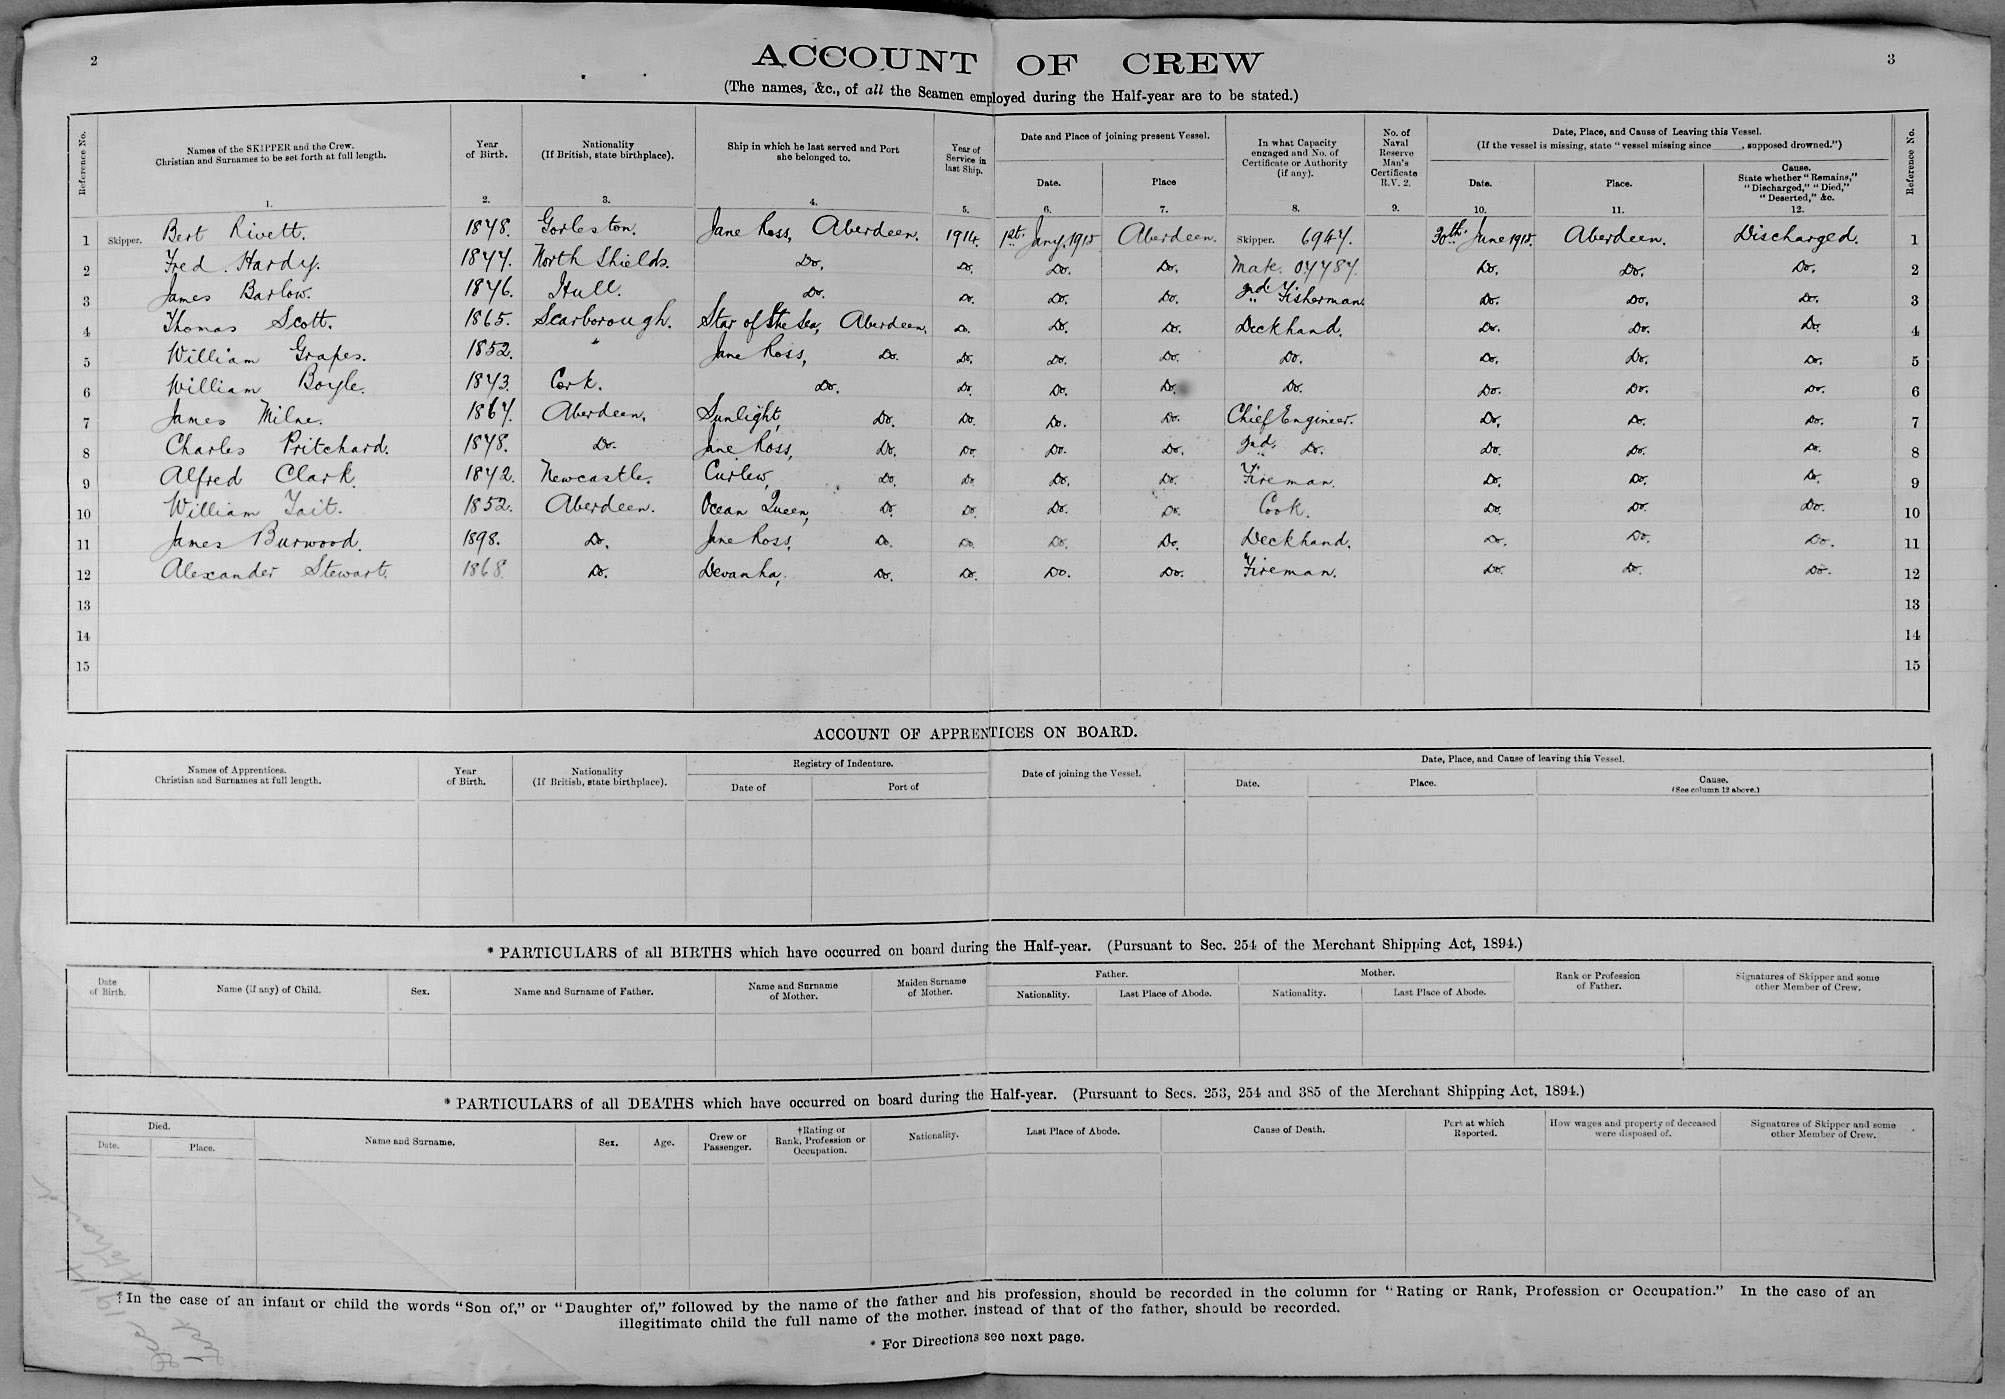 2
3
ACCOUNT OF CREW
(The names, &c., of all the Seamen employed during the Half-year are to be stated.)
Reference No. Names of the SKIPPER and the Crew. Christian and Surnames to be set forth at full length. Year of Birth. Nationality (If British, state birthplace). Ship in which he last served and Port she belonged to. Year of Service in last Ship. Date and Place of joining present Vessel. In what Capacity engaged and No. of Certificate or Authority (if any). No. of Naval Reserve Man's Certificate R.V. 2. Date, Place, and Cause of Leaving this Vessel. (If the vessel is missing, state "vessel missing since ____, supposed drowned.") Reference No.
Date. Place Date. Place. Cause. State whether "Remains," "Discharged," "Died," "Deserted," &c.
1. 2. 3. 4. 5. 6. 7. 8. 9. 10. 11. 12.
1 Skipper. Bert Rivett. 1878. Gorleston. Jane Ross, Aberdeen. 1914. 1st Jany. 1915 Aberdeen. Skipper. 6947. 30th June 1915. Aberdeen. Discharged. 1
2 Fred. Hardy. 1877. North Shields. Do. Do. Do. Do. Mate. 07787. Do. Do. Do. 2
3 James Barlow. 1876. Hull. Do. Do. Do. Do. 2nd Fisherman. Do. Do. Do. 3
4 Thomas Scott. 1865. Scarborough. Star of the Sea, Aberdeen. Do. Do. Do. Deckhand. Do. Do. Do. 4
5 William Grapes. 1852. " Jane Ross, Do. Do. Do. Do. Do. Do. Do. Do. 5
6 William Boyle. 1873. Cork. Do. Do. Do. Do. Do. Do. Do. Do. 6
7 James Milne. 1867. Aberdeen. Sunlight, Do. Do. Do. Do. Chief Engineer. Do. Do. Do. 7
8 Charles Pritchard. 1878. Do. Jane Ross, Do. Do. Do. Do. 2nd. Do. Do. Do. Do. 8
9 Alfred Clark. 1872. Newcastle. Curlew, Do. Do. Do. Do. Fireman. Do. Do. Do. 9
10 William Tait. 1852. Aberdeen. Ocean Queen, Do. Do. Do. Do. Cook. Do. Do. Do. 10
11 James Burwood. 1898. Do. Jane Ross, Do. Do. Do. Do. Deckhand. Do. Do. Do. 11
12 Alexander Stewart. 1868. Do. Devanha, Do. Do. Do. Do. Fireman. Do. Do. Do. 12
13 13
14 14
15 15
ACCOUNT OF APPRENTICES ON BOARD.
Names of Apprentices. Christian and Surnames at full length. Year of Birth. Nationality (If British, state birthplace). Registry of Indenture. Date of joining the Vessel. Date, Place, and Cause of leaving this Vessel.
Date of Port of Date. Place. Cause. (See column 12 above.)
* PARTICULARS of all BIRTHS which have occurred on board during the Half-year. (Pursuant to Sec. 254 of the Merchant Shipping Act, 1894.)
Date of Birth. Name (if any) of Child. Sex. Name and Surname of Father. Name and Surname of Mother. Maiden Surname of Mother. Father. Mother. Rank or Profession of Father. Signatures of Skipper and some other Member of Crew.
Nationality. Last Place of Abode. Nationality. Last Place of Abode.
* PARTICULARS of all DEATHS which have occurred on board during the Half-year. (Pursuant to Secs. 253, 254 and 385 of the Merchant Shipping Act, 1894.)
Died. Name and Surname. Sex. Age. Crew or Passenger. †Rating or Rank, Profession or Occupation. Nationality. Last Place of Abode. Cause of Death. Port at which Reported. How wages and property of deceased were disposed of. Signatures of Skipper and some other Member of Crew.
Date. Place.
† In the case of an infant or child the words "Son of," or "Daughter of," followed by the name of the father and his profession, should be recorded in the column for "Rating or Rank, Profession or Occupation." In the case of an
illegitimate child the full name of the mother, instead of that of the father, should be recorded.
* For Directions see next page.